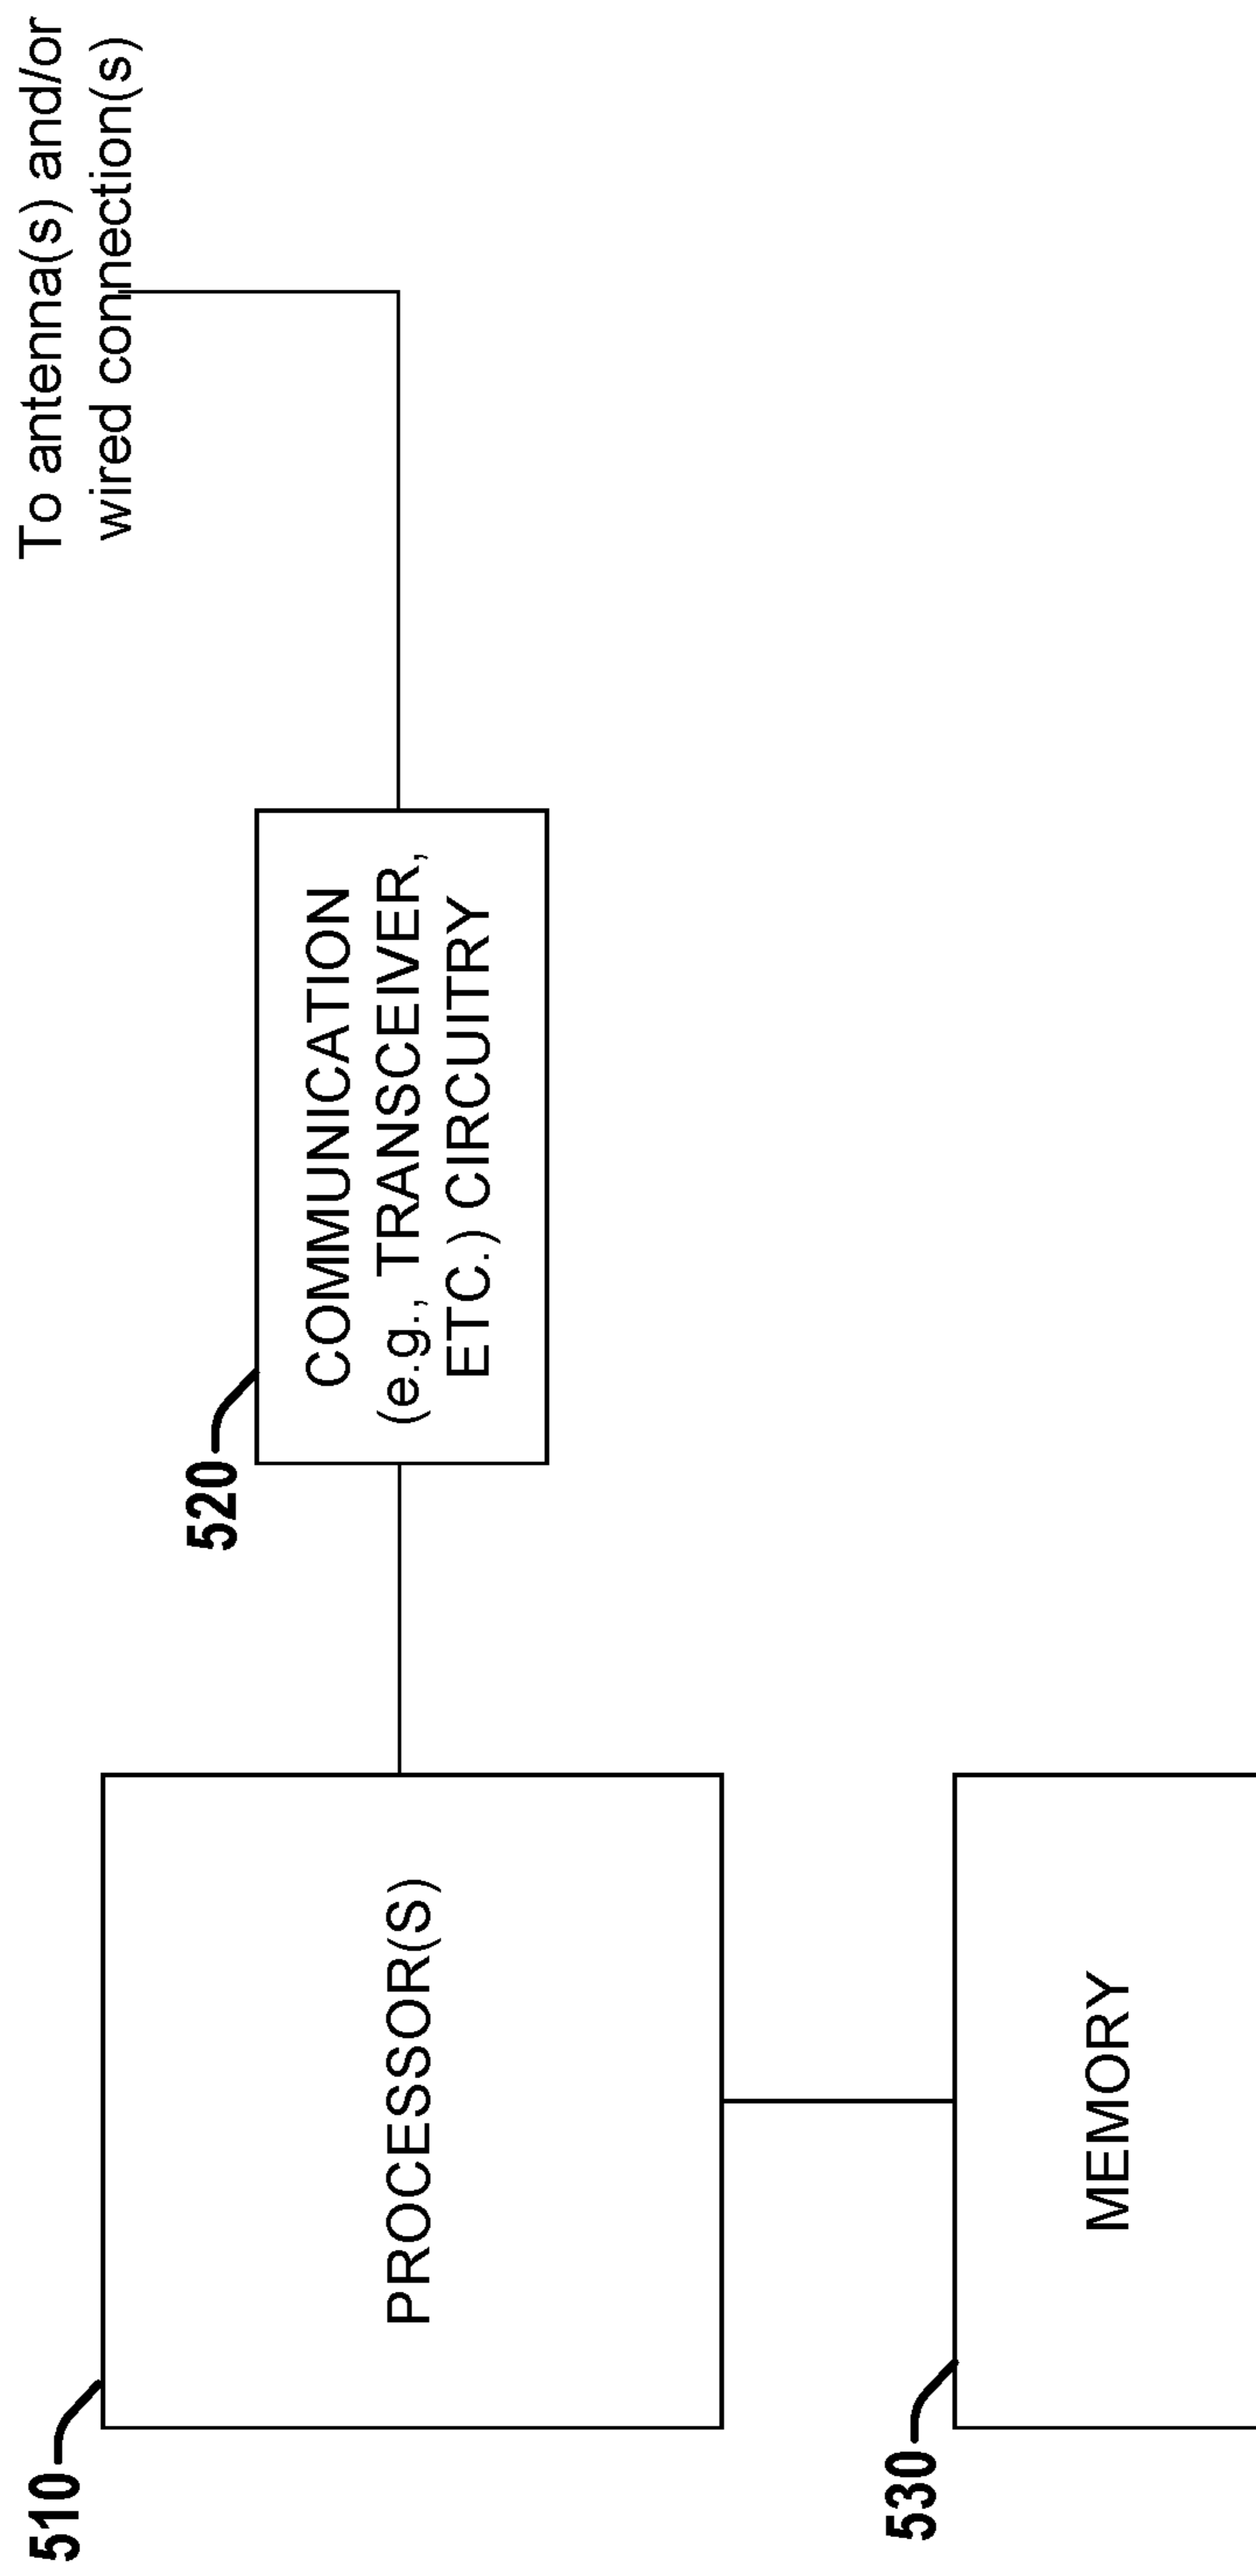 To antenna(s) and/or
wired connection(s)
520
COMMUNICATION
(e.g., TRANSCEIVER,
ETC.) CIRCUITRY
510
PROCESSOR(S)
530
MEMORY